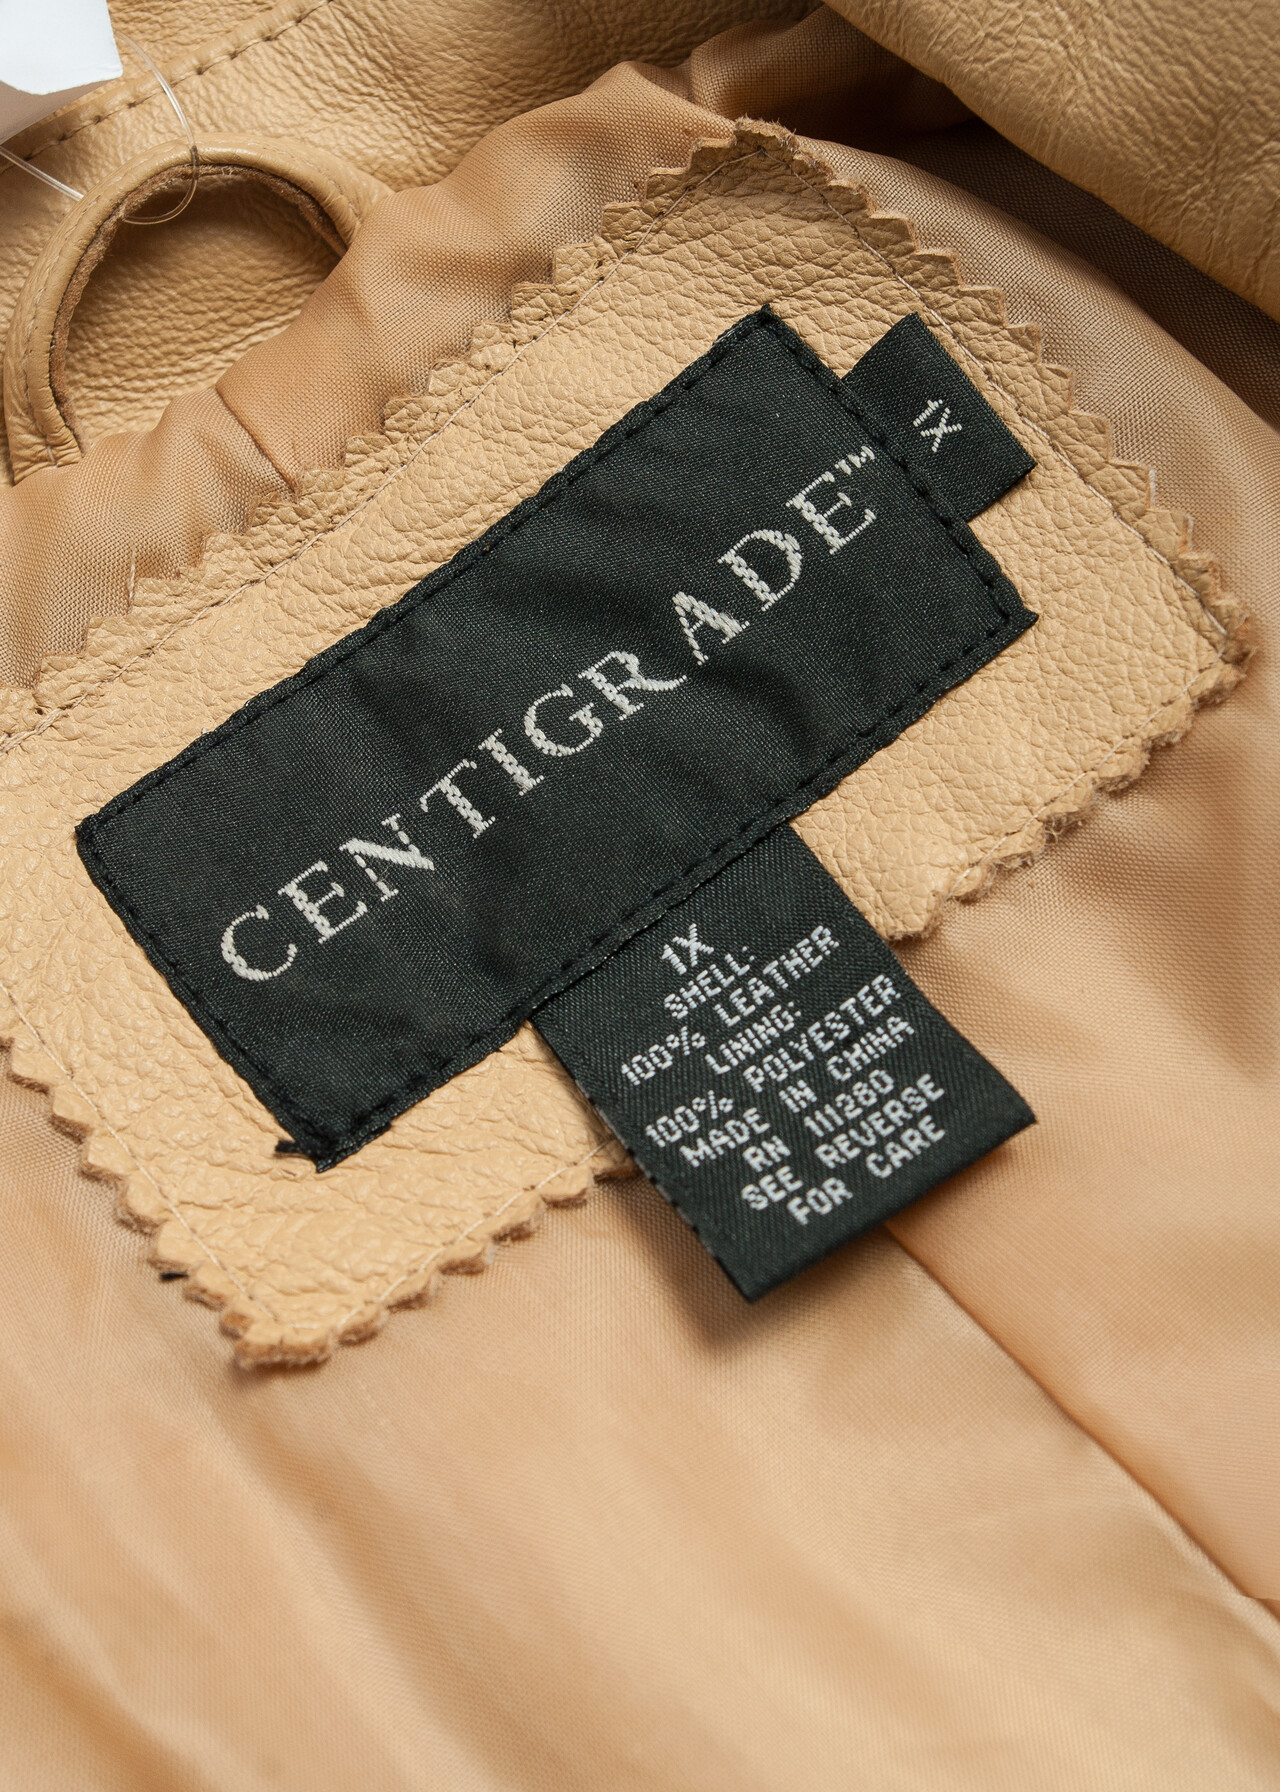 CENTIGRADE™
1X
1X
SHELL:
100% LEATHER
LINING:
100% POLYESTER
MADE IN CHINA
RN 111280
SEE REVERSE
FOR CARE